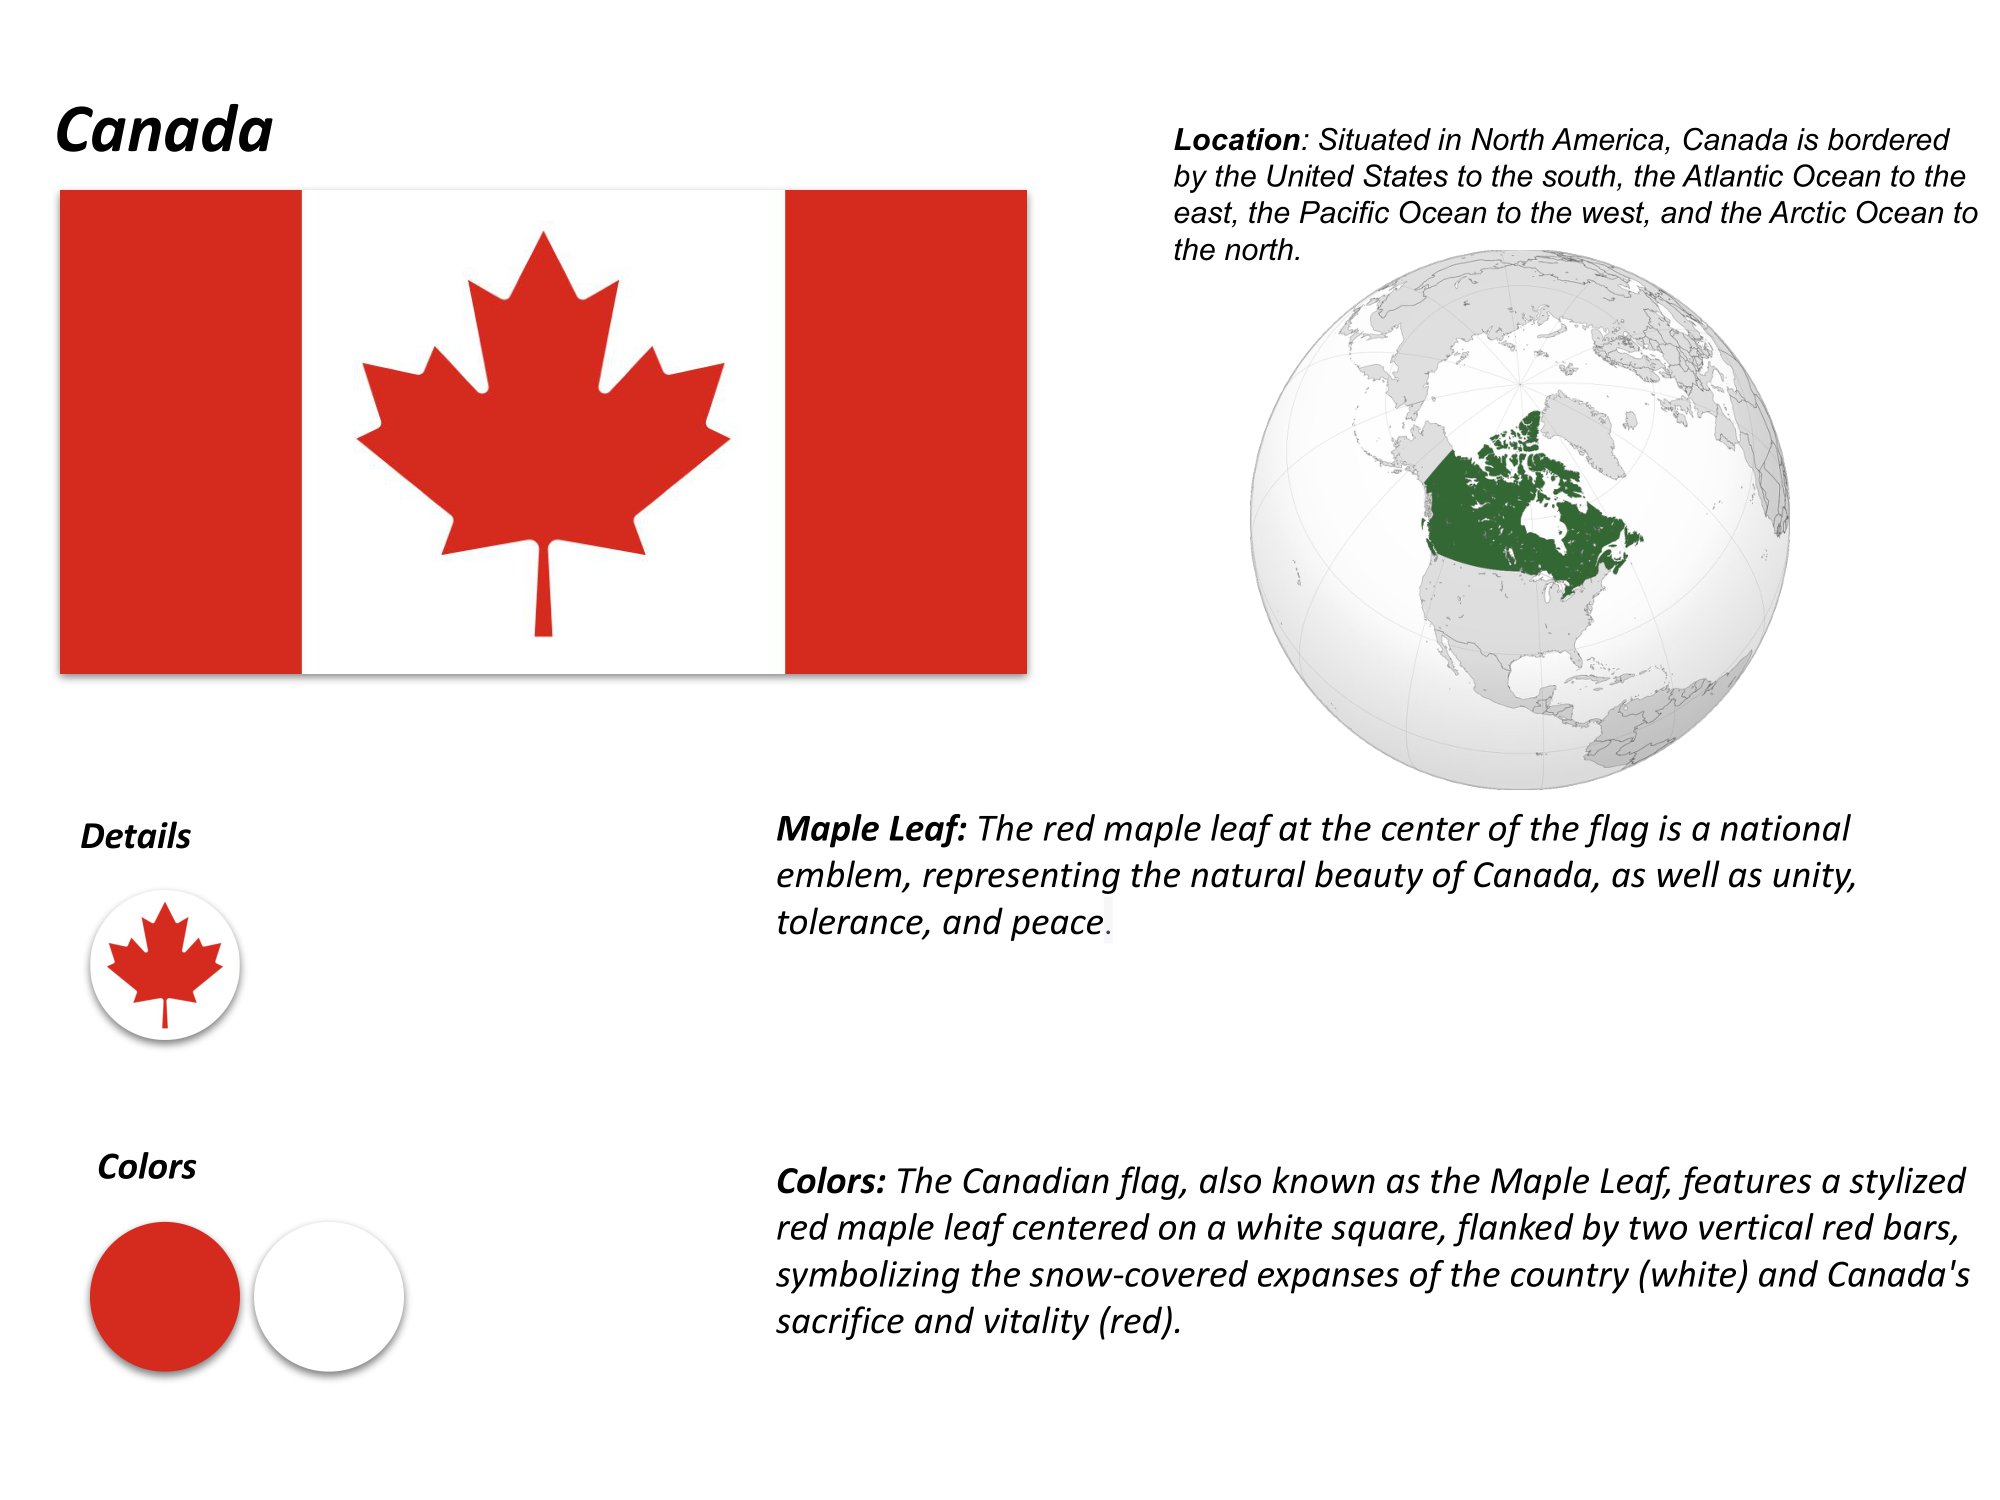 Canada
Location: Situated in North America, Canada is bordered
by the United States to the south, the Atlantic Ocean to the
east, the Pacific Ocean to the west, and the Arctic Ocean to
the north.
Details
Maple Leaf: The red maple leaf at the center of the flag is a national
emblem, representing the natural beauty of Canada, as well as unity,
tolerance, and peace.
Colors
Colors: The Canadian flag, also known as the Maple Leaf, features a stylized
red maple leaf centered on a white square, flanked by two vertical red bars,
symbolizing the snow-covered expanses of the country (white) and Canada's
sacrifice and vitality (red).